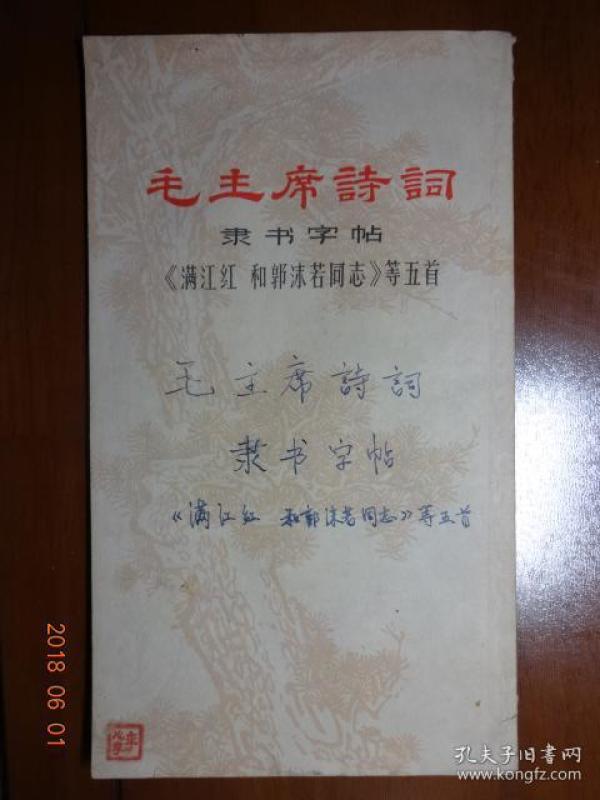 毛主席詩詞
隶书字帖
《满江红 和郭沫若同志》等五首
毛主席詩詞
隶书字帖
《满江红 和郭沫若同志》等五首
2018 06 01
孔夫子旧书网
www.kongfz.com